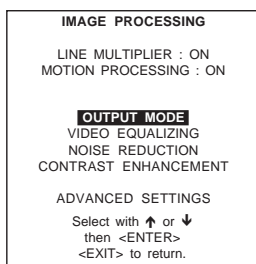 IMAGE PROCESSING
LINE MULTIPLIER : ON
MOTION PROCESSING : ON
OUTPUT MODE
VIDEO EQUALIZING
NOISE REDUCTION
CONTRAST ENHANCEMENT
ADVANCED SETTINGS
Select with ↑ or ↓
then <ENTER>
<EXIT> to return.